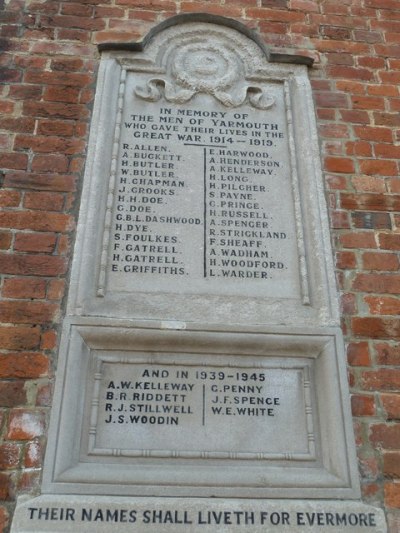 IN MEMORY OF
THE MEN OF YARMOUTH
WHO GAVE THEIR LIVES IN THE
GREAT WAR. 1914-1919.
R. ALLEN.
A. BUCKETT.
H. BUTLER.
W. BUTLER.
H. CHAPMAN.
J. CROOKS.
H. H. DOE.
C. DOE.
G. B. L. DASHWOOD.
H. DYE.
S. FOULKES.
F. GATRELL.
H. GATRELL.
E. GRIFFITHS.
E. HARWOOD.
A. HENDERSON.
A. KELLEWAY.
H. LONG.
H. PILCHER.
S. PAYNE.
C. PRINCE.
H. RUSSELL.
A. SPENCER.
R. STRICKLAND
F. SHEAFF.
A. WADHAM.
H. WOODFORD.
L. WARDER.
AND IN 1939-1945
A. W. KELLEWAY
B. R. RIDDETT
R. J. STILLWELL
J. S. WOODIN
C. PENNY
J. F. SPENCE
W. E. WHITE
THEIR NAMES SHALL LIVETH FOR EVERMORE